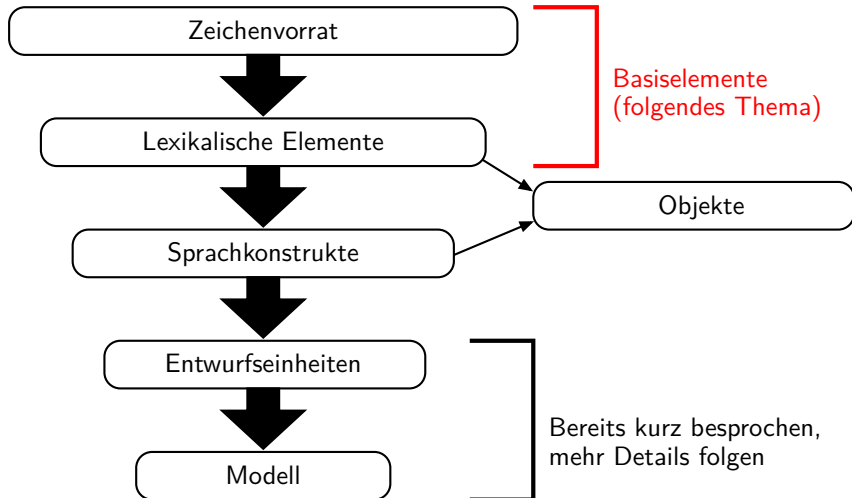 Zeichenvorrat
Basiselemente
(folgendes Thema)
Lexikalische Elemente
Objekte
Sprachkonstrukte
Entwurfseinheiten
Bereits kurz besprochen,
mehr Details folgen
Modell